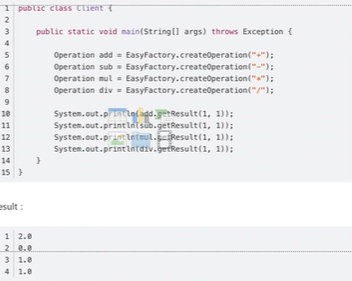 1 public class Client {
2
3 public static void main(String[] args) throws Exception {
4
5 Operation add = EasyFactory.createOperation("+");
6 Operation sub = EasyFactory.createOperation("-");
7 Operation mul = EasyFactory.createOperation("*");
8 Operation div = EasyFactory.createOperation("/");
9
10 System.out.println(add.getResult(1, 1));
11 System.out.println(sub.getResult(1, 1));
12 System.out.println(mul.getResult(1, 1));
13 System.out.println(div.getResult(1, 1));
14 }
15 }
esult :
1 2.0
2 0.0
3 1.0
4 1.0